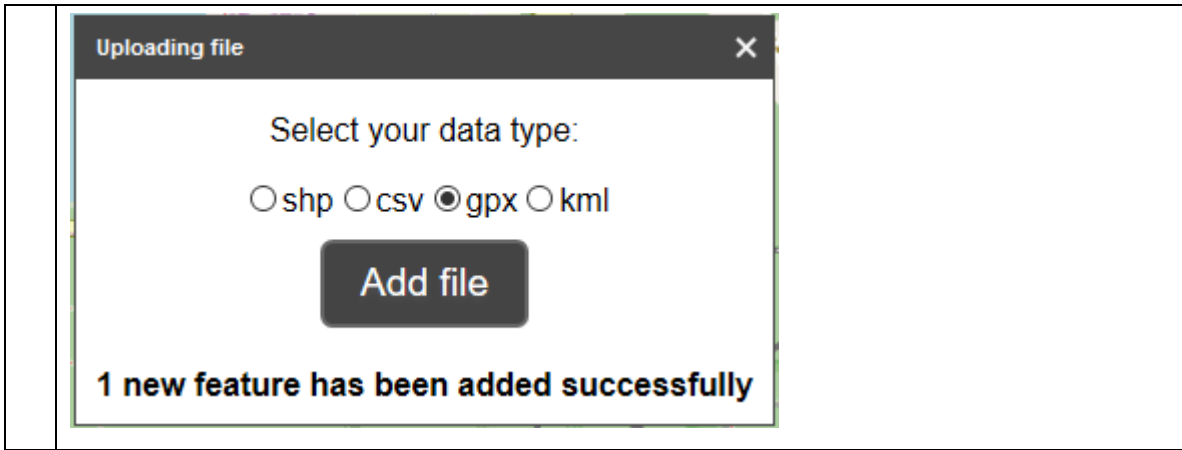 Uploading file
Select your data type:
shp csv gpx kml
Add file
1 new feature has been added successfully